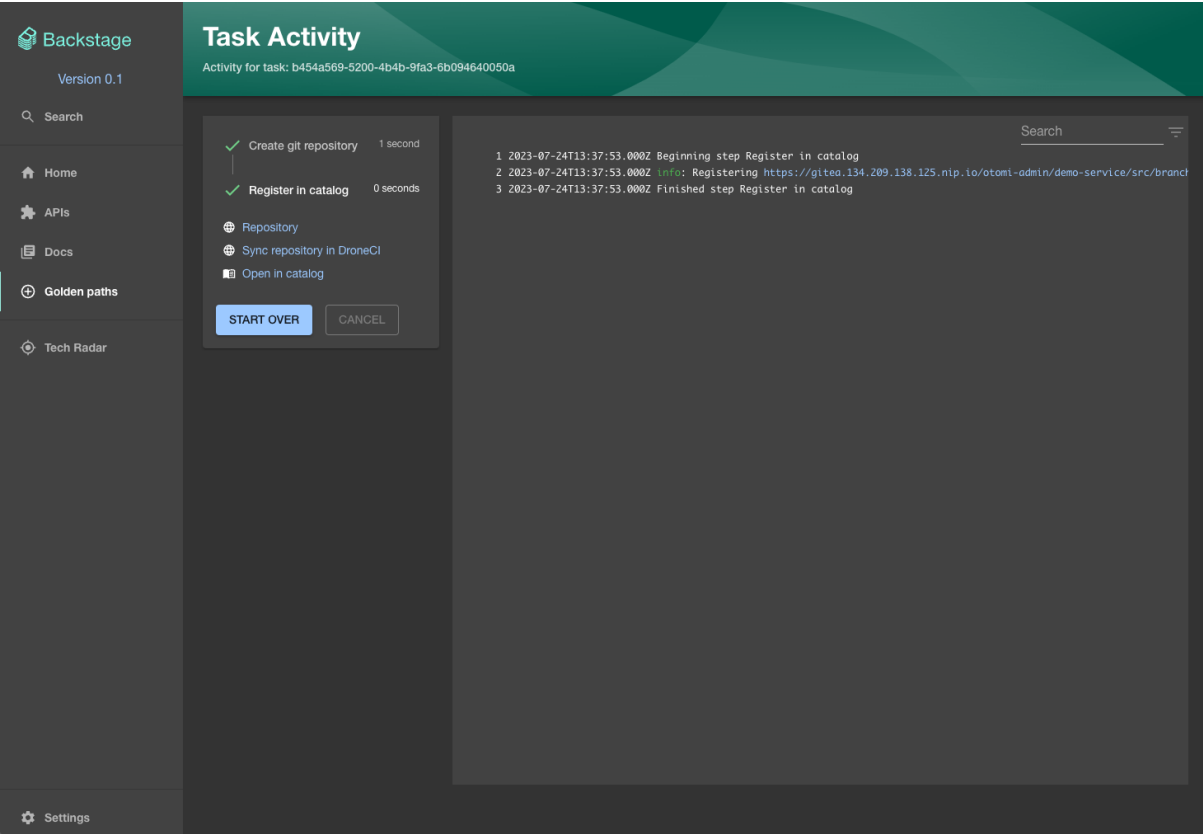 Backstage
Version 0.1
Search
Home
APIs
Docs
Golden paths
Tech Radar
Settings
Task Activity
Activity for task: b454a569-5200-4b4b-9fa3-6b094640050a
Create git repository 1 second
Register in catalog 0 seconds
Repository
Sync repository in DroneCI
Open in catalog
START OVER CANCEL
Search
1 2023-07-24T13:37:53.000Z Beginning step Register in catalog
2 2023-07-24T13:37:53.000Z info: Registering https://gitea.134.209.138.125.nip.io/otomi-admin/demo-service/src/branch
3 2023-07-24T13:37:53.000Z Finished step Register in catalog